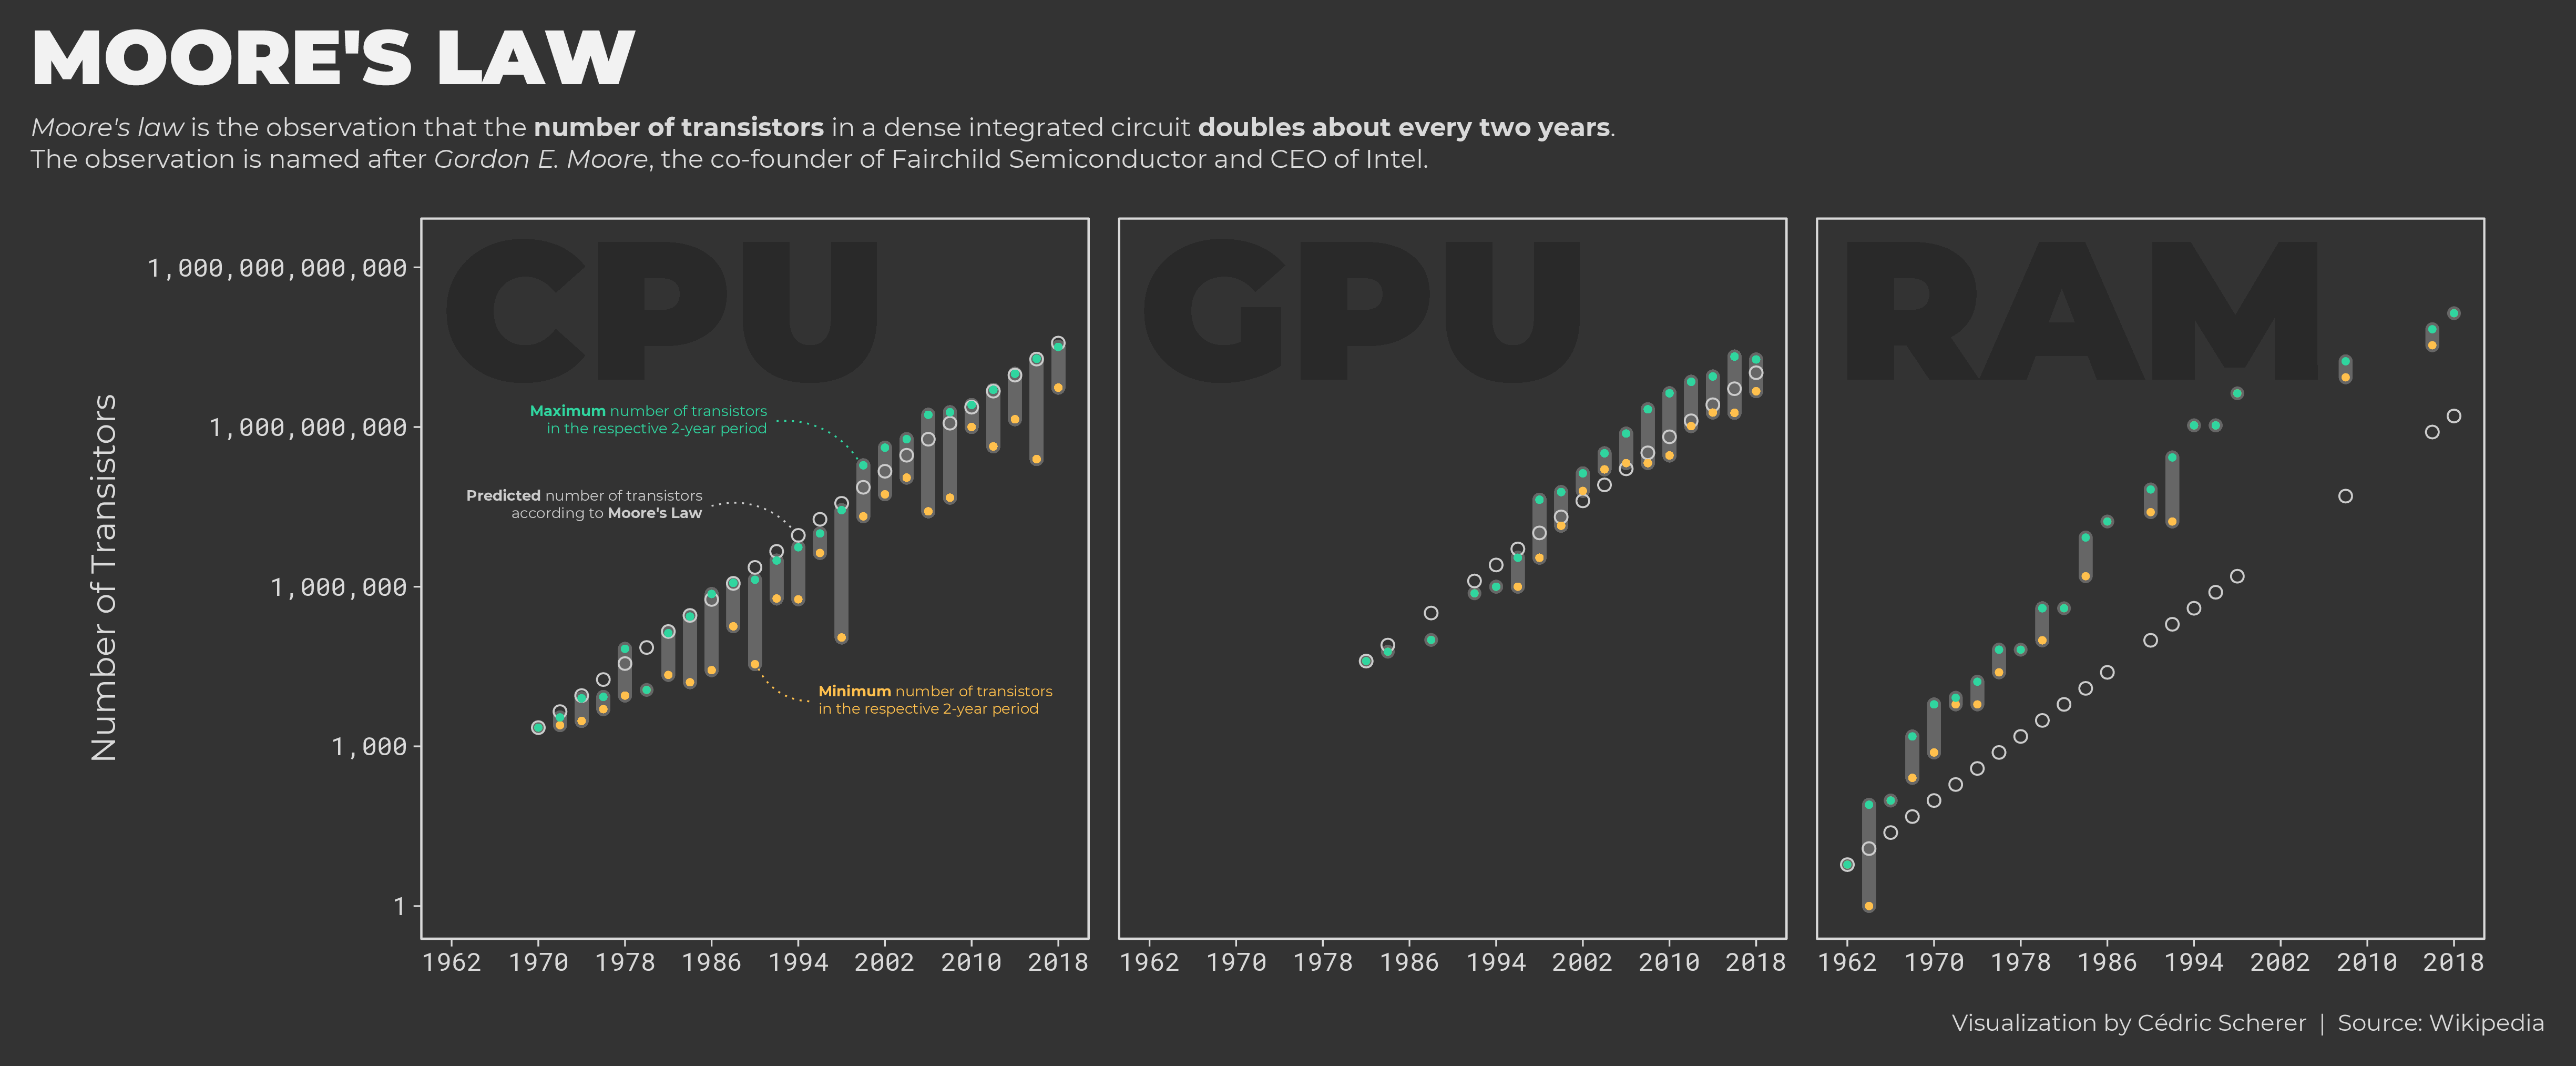 MOORE'S LAW
Moore's law is the observation that the number of transistors in a dense integrated circuit doubles about every two years.
The observation is named after Gordon E. Moore, the co-founder of Fairchild Semiconductor and CEO of Intel.
Number of Transistors
1,000,000,000,000
1,000,000,000
1,000,000
1,000
1
CPU
Maximum number of transistors
in the respective 2-year period
Predicted number of transistors
according to Moore's Law
Minimum number of transistors
in the respective 2-year period
1962 1970 1978 1986 1994 2002 2010 2018
GPU
1962 1970 1978 1986 1994 2002 2010 2018
RAM
1962 1970 1978 1986 1994 2002 2010 2018
Visualization by Cédric Scherer | Source: Wikipedia